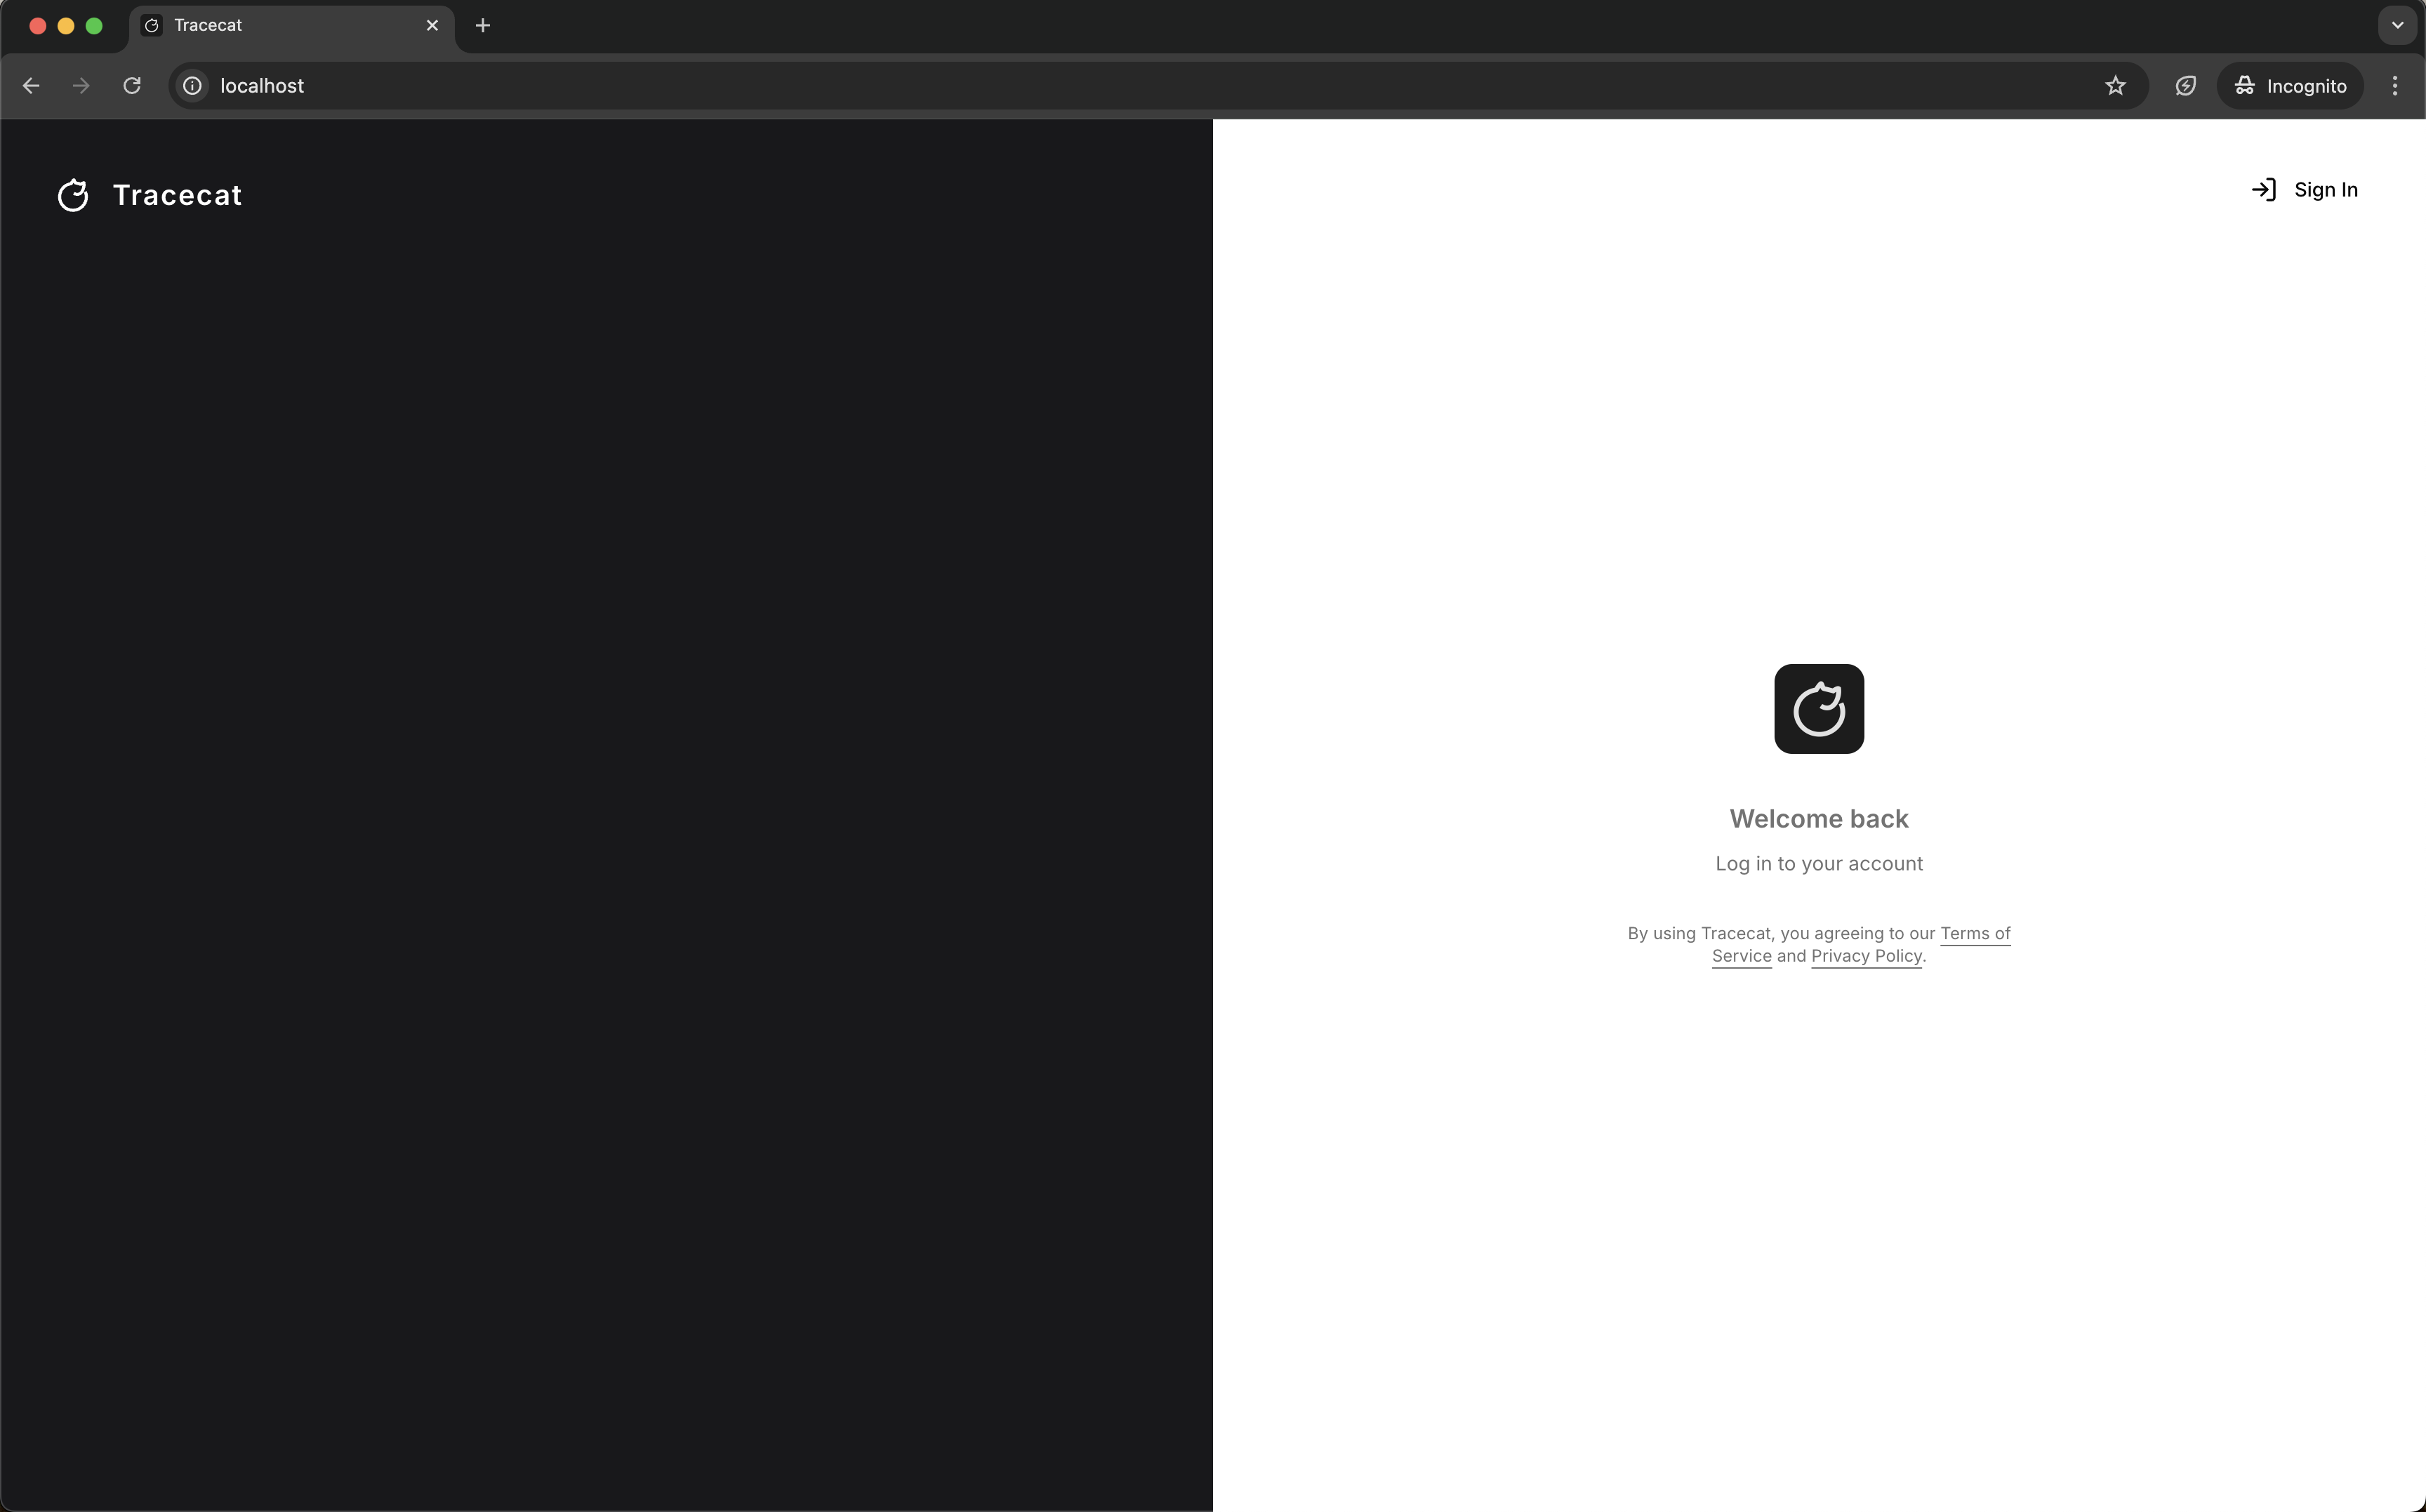 Tracecat
localhost
Incognito
Tracecat
Sign In
Welcome back
Log in to your account
By using Tracecat, you agreeing to our Terms of
Service and Privacy Policy.